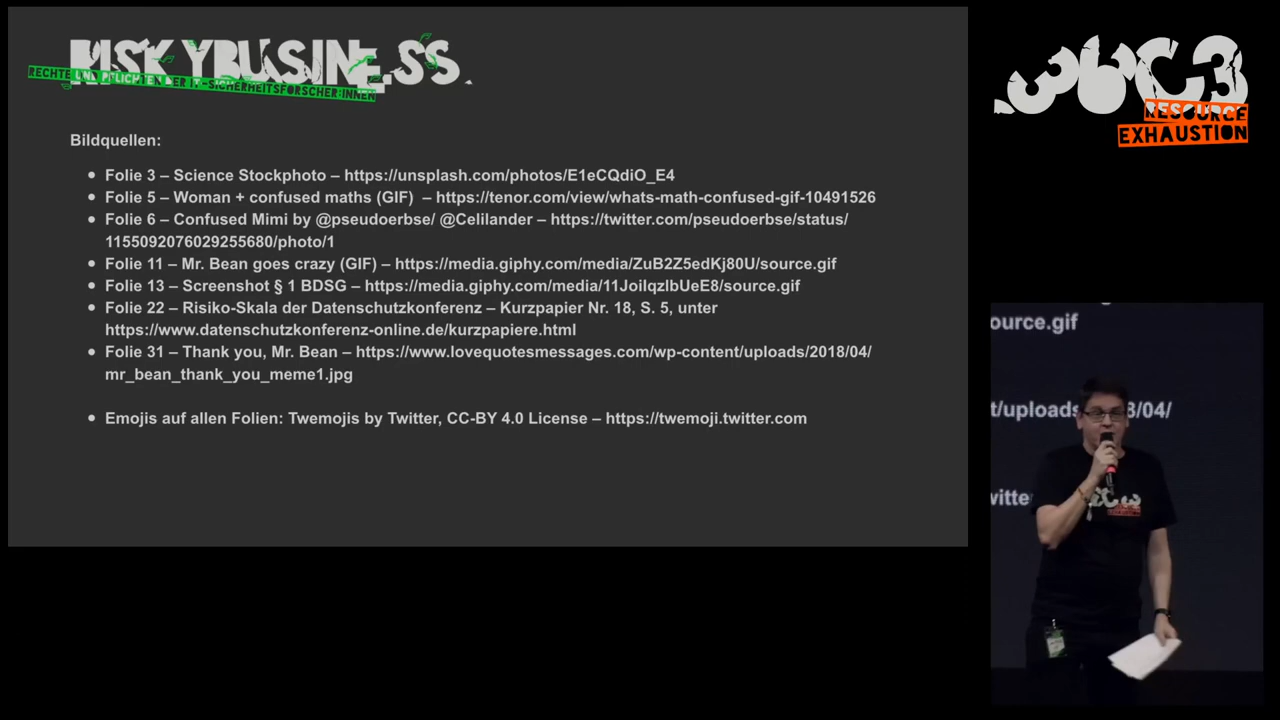 RISKY BUSINESS
RECHTE UND PFLICHTEN DER IT-SICHERHEITSFORSCHER:INNEN
Bildquellen:
• Folie 3 – Science Stockphoto – https://unsplash.com/photos/E1eCQdiO_E4
• Folie 5 – Woman + confused maths (GIF) – https://tenor.com/view/whats-math-confused-gif-10491526
• Folie 6 – Confused Mimi by @pseudoerbse/ @Celilander – https://twitter.com/pseudoerbse/status/
1155092076029255680/photo/1
• Folie 11 – Mr. Bean goes crazy (GIF) – https://media.giphy.com/media/ZuB2Z5edKj80U/source.gif
• Folie 13 – Screenshot § 1 BDSG – https://media.giphy.com/media/11JoiIqzlbUeE8/source.gif
• Folie 22 – Risiko-Skala der Datenschutzkonferenz – Kurzpapier Nr. 18, S. 5, unter
https://www.datenschutzkonferenz-online.de/kurzpapiere.html
• Folie 31 – Thank you, Mr. Bean – https://www.lovequotesmessages.com/wp-content/uploads/2018/04/
mr_bean_thank_you_meme1.jpg
• Emojis auf allen Folien: Twemojis by Twitter, CC-BY 4.0 License – https://twemoji.twitter.com
36C3
RESOURCE
EXHAUSTION
ource.gif
t/uploads 8/04/
witte